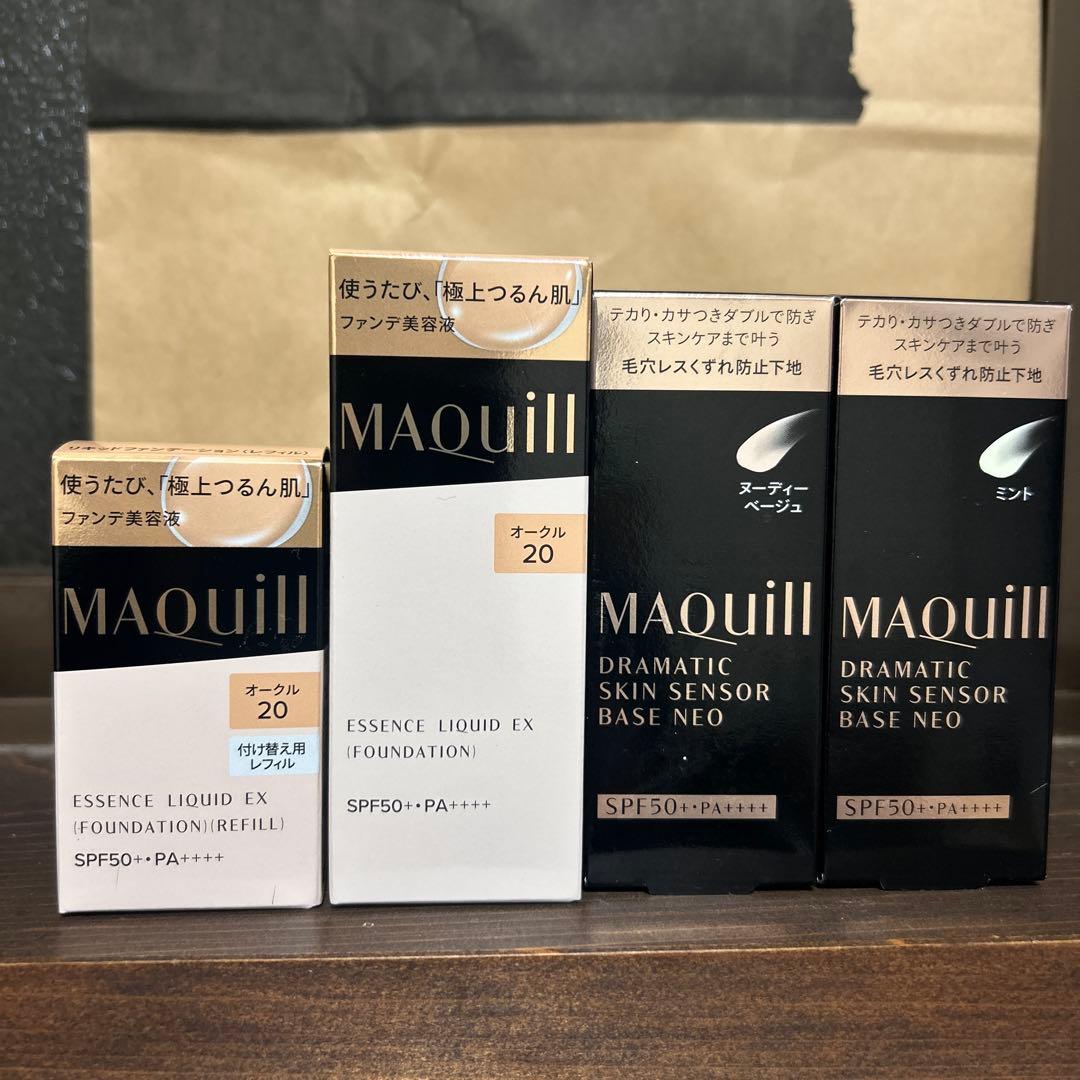 リキッドファンデーション〈レフィル〉
使うたび、「極上つるん肌」
ファンデ美容液
MAQuill
オークル
20
付け替え用
レフィル
ESSENCE LIQUID EX
(FOUNDATION)(REFILL)
SPF50+・PA++++
使うたび、「極上つるん肌」
ファンデ美容液
MAQuill
オークル
20
ESSENCE LIQUID EX
(FOUNDATION)
SPF50+・PA++++
テカリ・カサつきダブルで防ぎ
スキンケアまで叶う
毛穴レスくずれ防止下地
ヌーディー
ベージュ
MAQuill
DRAMATIC
SKIN SENSOR
BASE NEO
SPF50+・PA++++
テカリ・カサつきダブルで防ぎ
スキンケアまで叶う
毛穴レスくずれ防止下地
ミント
MAQuill
DRAMATIC
SKIN SENSOR
BASE NEO
SPF50+・PA++++